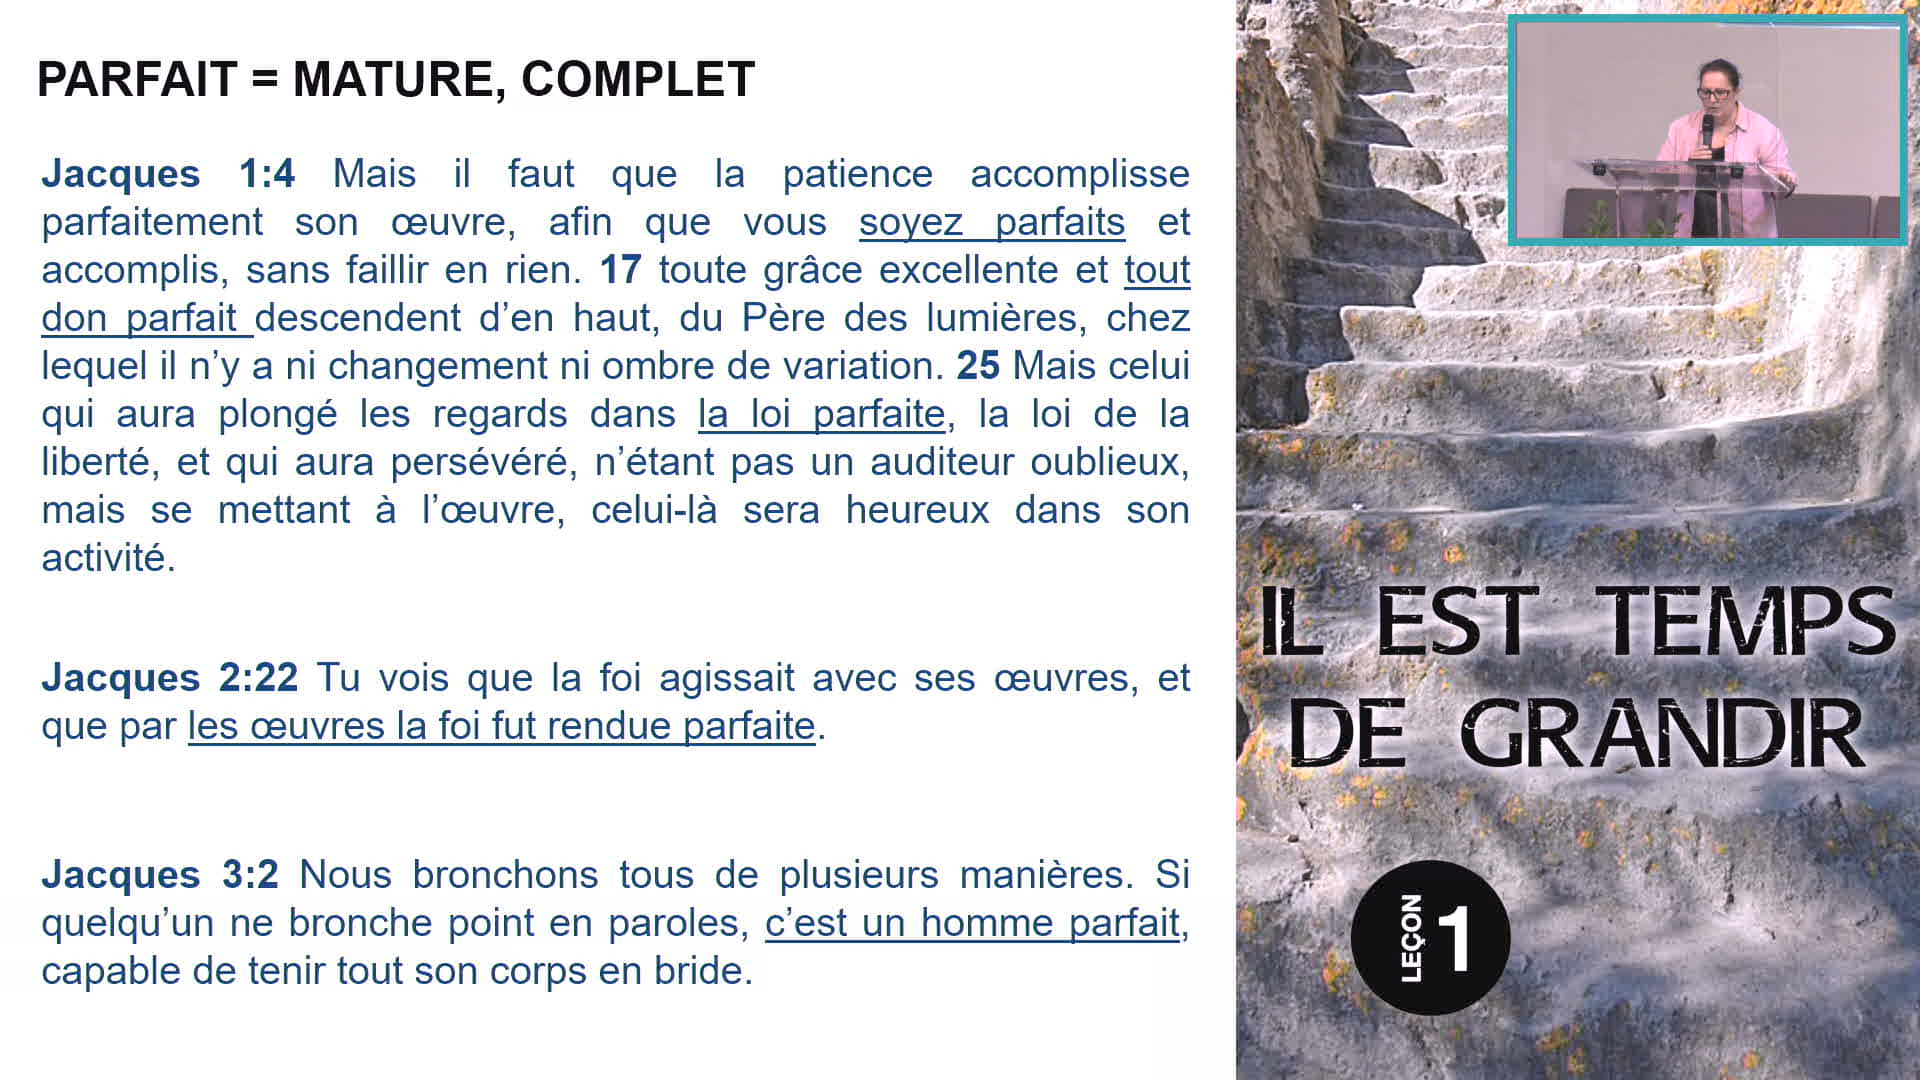 PARFAIT = MATURE, COMPLET
Jacques 1:4 Mais il faut que la patience accomplisse
parfaitement son œuvre, afin que vous soyez parfaits et
accomplis, sans faillir en rien. 17 toute grâce excellente et tout
don parfait descendent d’en haut, du Père des lumières, chez
lequel il n’y a ni changement ni ombre de variation. 25 Mais celui
qui aura plongé les regards dans la loi parfaite, la loi de la
liberté, et qui aura persévéré, n’étant pas un auditeur oublieux,
mais se mettant à l’œuvre, celui-là sera heureux dans son
activité.
Jacques 2:22 Tu vois que la foi agissait avec ses œuvres, et
que par les œuvres la foi fut rendue parfaite.
Jacques 3:2 Nous bronchons tous de plusieurs manières. Si
quelqu’un ne bronche point en paroles, c’est un homme parfait,
capable de tenir tout son corps en bride.
IL EST TEMPS
DE GRANDIR
LEÇON 1